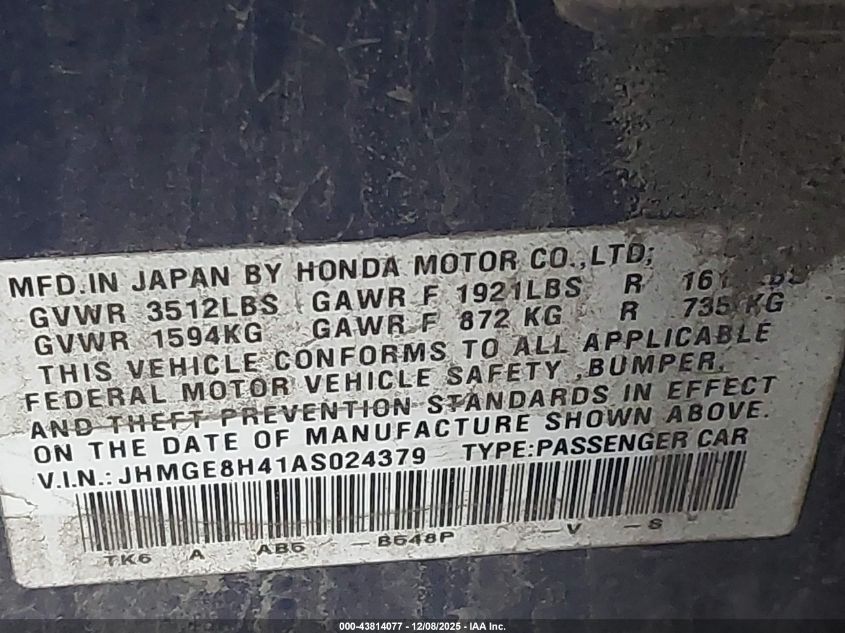 MFD.IN JAPAN BY HONDA MOTOR CO.,LTD;
GVWR 3512LBS GAWR F 1921LBS R
GVWR 1594KG GAWR F 872 KG R 735 KG
THIS VEHICLE CONFORMS TO ALL APPLICABLE
FEDERAL MOTOR VEHICLE SAFETY ,BUMPER,
AND THEFT PREVENTION STANDARDS IN EFFECT
ON THE DATE OF MANUFACTURE SHOWN ABOVE.
V.I.N.: JHMGE8H41AS024379 TYPE:PASSENGER CAR
TK6 A AB5 -B548P -V -S
000-43814077 - 12/08/2025 - IAA Inc.